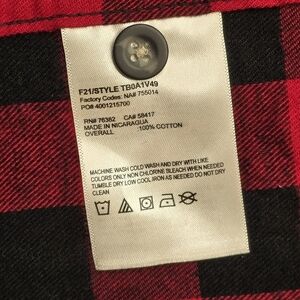 F21/STYLE TB0A1V49
Factory Codes: NA# 755014
PO# 4001215700
RN# 76382 CA# 58417
MADE IN NICARAGUA
OVERALL 100% COTTON
MACHINE WASH COLD WASH AND DRY WITH LIKE
COLORS ONLY NON CHLORINE BLEACH WHEN NEEDED
TUMBLE DRY LOW COOL IRON AS NEEDED DO NOT DRY
CLEAN